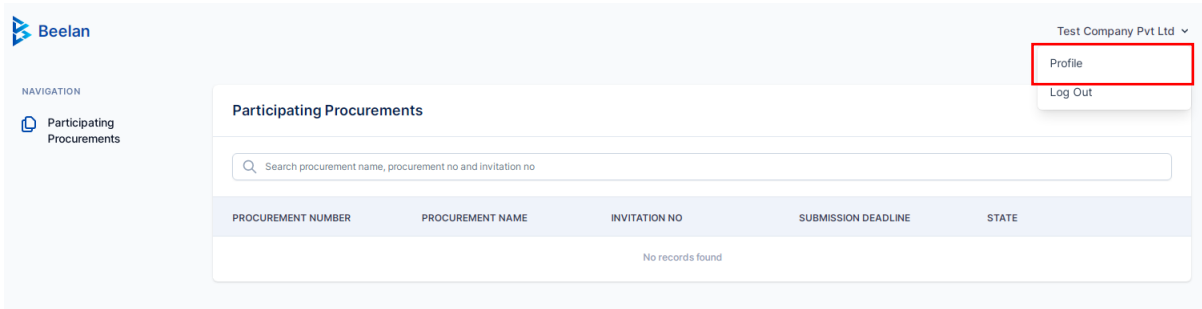 Beelan
Test Company Pvt Ltd
Profile
Log Out
NAVIGATION
Participating
Procurements
Participating Procurements
Search procurement name, procurement no and invitation no
PROCUREMENT NUMBER PROCUREMENT NAME INVITATION NO SUBMISSION DEADLINE STATE
No records found